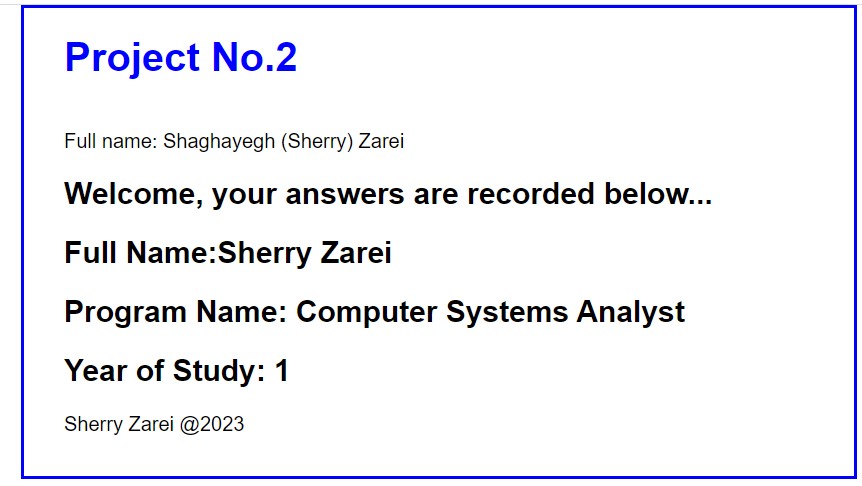 Project No.2
Full name: Shaghayegh (Sherry) Zarei
Welcome, your answers are recorded below...
Full Name:Sherry Zarei
Program Name: Computer Systems Analyst
Year of Study: 1
Sherry Zarei @2023